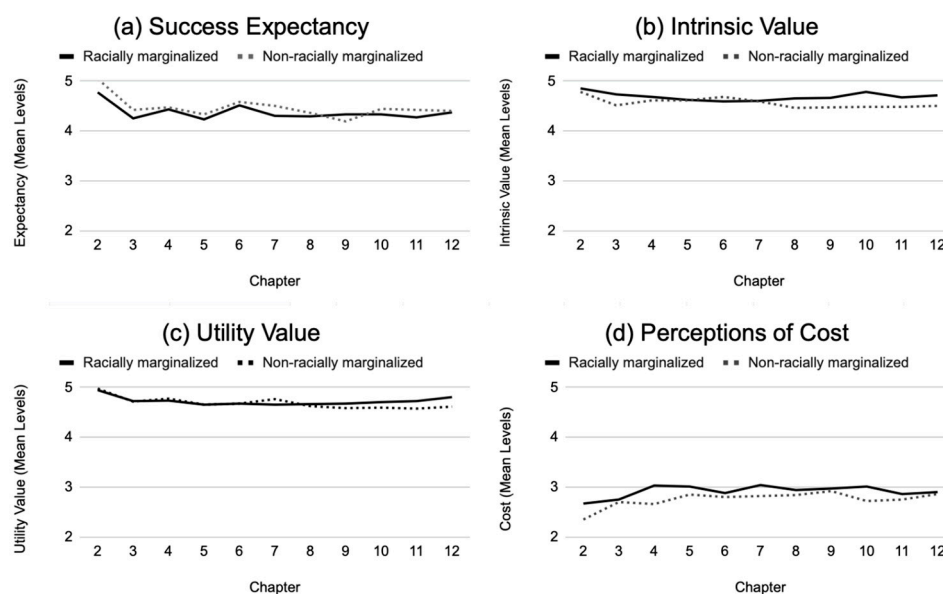 (a) Success Expectancy
Racially marginalized Non-racially marginalized
Expectancy (Mean Levels)
5
4
3
2
2 3 4 5 6 7 8 9 10 11 12
Chapter
(b) Intrinsic Value
Racially marginalized Non-racially marginalized
Intrinsic Value (Mean Levels)
5
4
3
2
2 3 4 5 6 7 8 9 10 11 12
Chapter
(c) Utility Value
Racially marginalized Non-racially marginalized
Utility Value (Mean Levels)
5
4
3
2
2 3 4 5 6 7 8 9 10 11 12
Chapter
(d) Perceptions of Cost
Racially marginalized Non-racially marginalized
Cost (Mean Levels)
5
4
3
2
2 3 4 5 6 7 8 9 10 11 12
Chapter